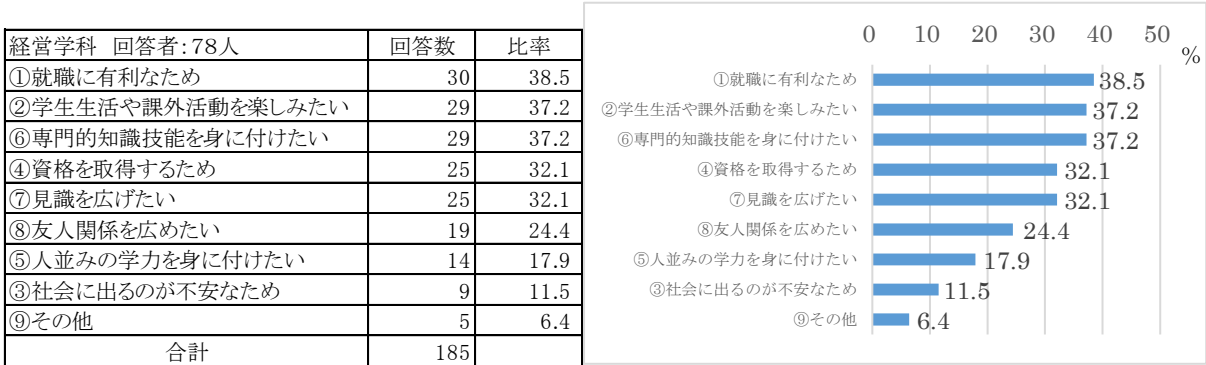 経営学科 回答者:78人 回答数 比率
①就職に有利なため 30 38.5
②学生生活や課外活動を楽しみたい 29 37.2
⑥専門的知識技能を身に付けたい 29 37.2
④資格を取得するため 25 32.1
⑦見識を広げたい 25 32.1
⑧友人関係を広めたい 19 24.4
⑤人並みの学力を身に付けたい 14 17.9
③社会に出るのが不安なため 9 11.5
⑨その他 5 6.4
合計 185
0 10 20 30 40 50
%
①就職に有利なため 38.5
②学生生活や課外活動を楽しみたい 37.2
⑥専門的知識技能を身に付けたい 37.2
④資格を取得するため 32.1
⑦見識を広げたい 32.1
⑧友人関係を広めたい 24.4
⑤人並みの学力を身に付けたい 17.9
③社会に出るのが不安なため 11.5
⑨その他 6.4